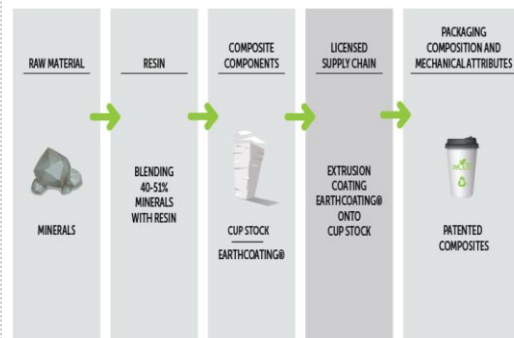 RAW MATERIAL
MINERALS
RESIN
BLENDING
40-51%
MINERALS
WITH RESIN
COMPOSITE
COMPONENTS
CUP STOCK
EARTHCOATING®
LICENSED
SUPPLY CHAIN
EXTRUSION
COATING
EARTHCOATING®
ONTO
CUP STOCK
PACKAGING
COMPOSITION AND
MECHANICAL ATTRIBUTES
PATENTED
COMPOSITES